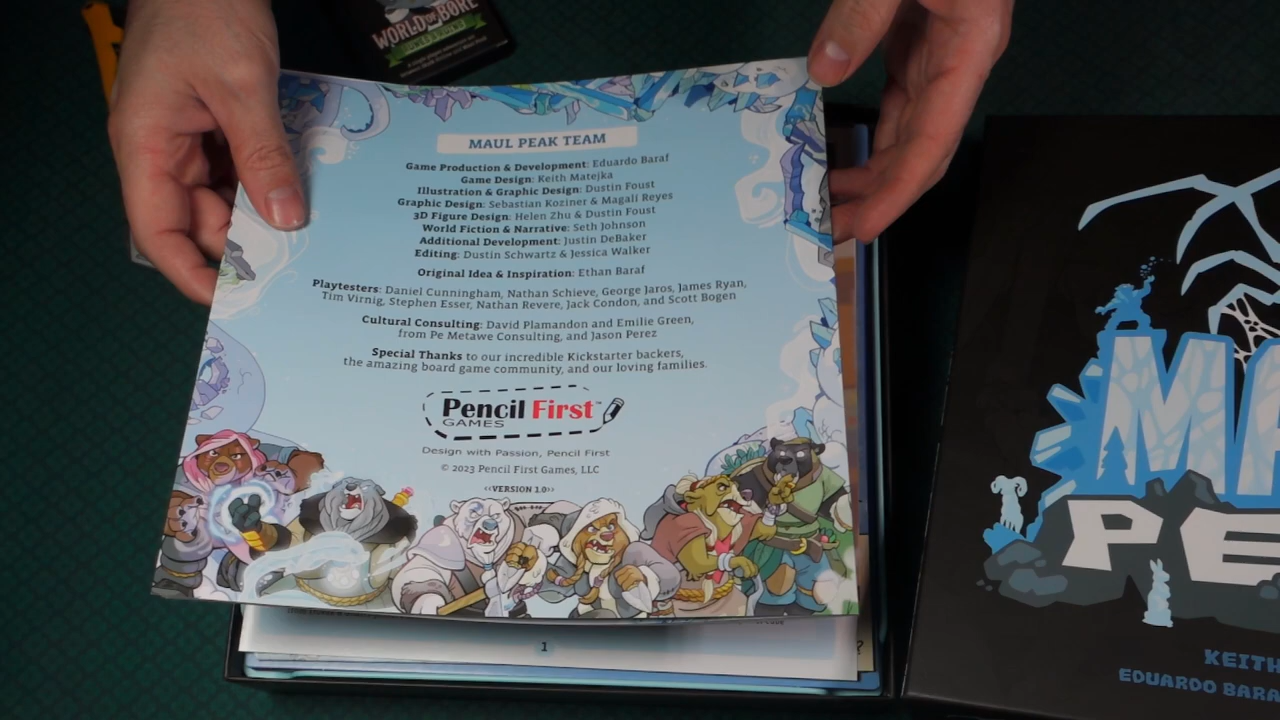 WORLD OF BORE
MAUL PEAK TEAM
Game Production & Development: Eduardo Baraf
Game Design: Keith Matejka
Illustration & Graphic Design: Dustin Foust
Graphic Design: Sebastian Koziner & Magali Reyes
3D Figure Design: Helen Zhu & Dustin Foust
World Fiction & Narrative: Seth Johnson
Additional Development: Justin DeBaker
Editing: Dustin Schwartz & Jessica Walker
Original Idea & Inspiration: Ethan Baraf
Playtesters: Daniel Cunningham, Nathan Schieve, George Jaros, James Ryan,
Tim Virnig, Stephen Esser, Nathan Revere, Jack Condon, and Scott Bogen
Cultural Consulting: David Plamandon and Emilie Green,
from Pe Metawe Consulting, and Jason Perez
Special Thanks to our incredible Kickstarter backers,
the amazing board game community, and our loving families.
Pencil First™
GAMES
Design with Passion, Pencil First
© 2023 Pencil First Games, LLC
‹‹VERSION 1.0››
1
?
MA
PE
KEITH
EDUARDO BARA